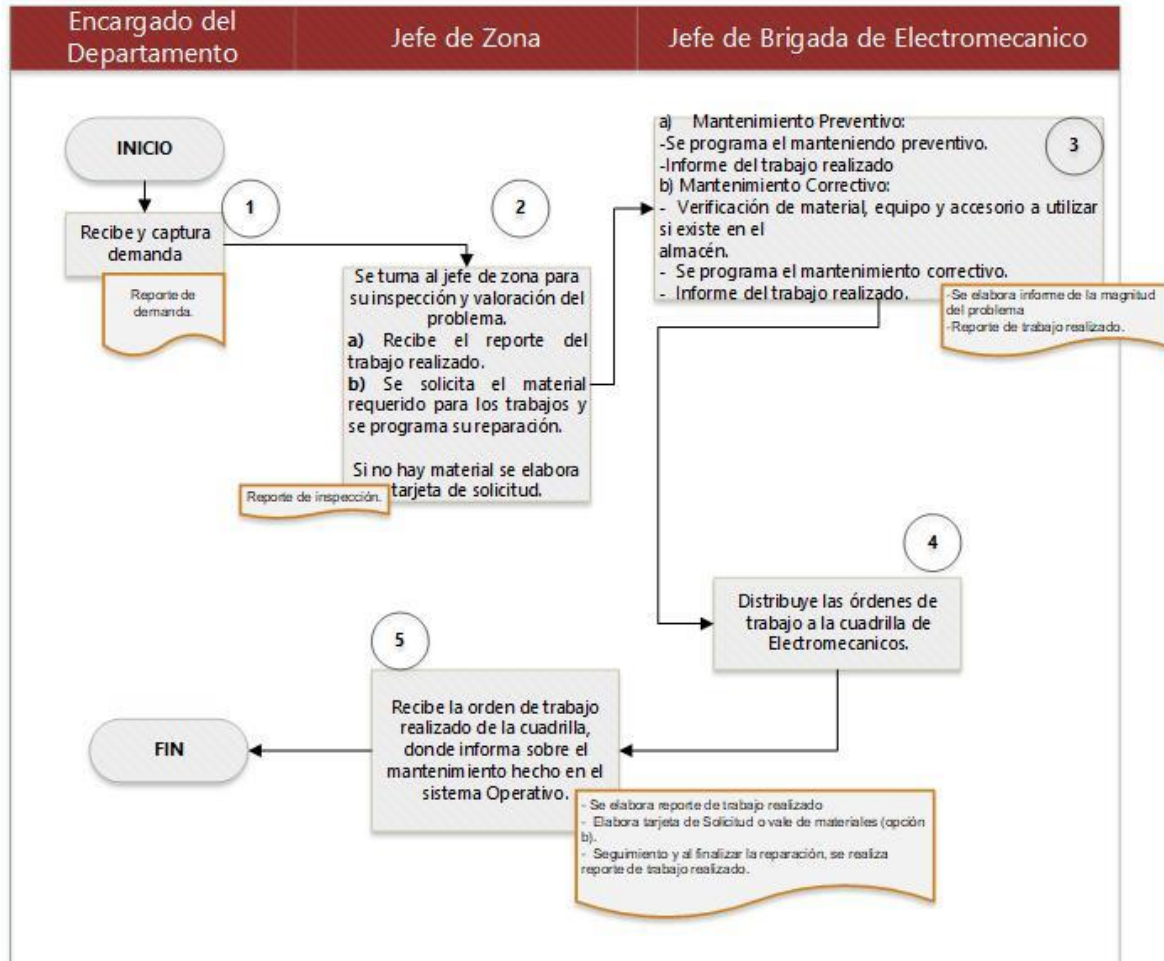 Encargado del
Departamento
Jefe de Zona
Jefe de Brigada de Electromecanico
INICIO
1
Recibe y captura
demanda
Reporte de
demanda.
2
Se turna al jefe de zona para
su inspección y valoración del
problema.
a) Recibe el reporte del
trabajo realizado.
b) Se solicita el material
requerido para los trabajos y
se programa su reparación.
Si no hay material se elabora
tarjeta de solicitud.
Reporte de inspección.
3
a) Mantenimiento Preventivo:
-Se programa el manteniendo preventivo.
-Informe del trabajo realizado
b) Mantenimiento Correctivo:
- Verificación de material, equipo y accesorio a utilizar
si existe en el
almacén.
- Se programa el mantenimiento correctivo.
- Informe del trabajo realizado.
-Se elabora informe de la magnitud
del problema
-Reporte de trabajo realizado.
4
Distribuye las órdenes de
trabajo a la cuadrilla de
Electromecanicos.
5
Recibe la orden de trabajo
realizado de la cuadrilla,
donde informa sobre el
mantenimiento hecho en el
sistema Operativo.
- Se elabora reporte de trabajo realizado
- Elabora tarjeta de Solicitud o vale de materiales (opción
b).
- Seguimiento y al finalizar la reparación, se realiza
reporte de trabajo realizado.
FIN